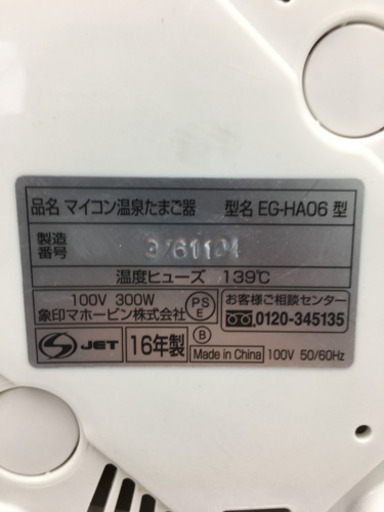 品名 マイコン温泉たまご器 型名 EG-HA06 型
製造番号
温度ヒューズ 139℃
100V 300W
象印マホービン株式会社
PS E
お客様ご相談センター
0120-345135
S JET
16年製
B
Made in China 100V 50/60Hz